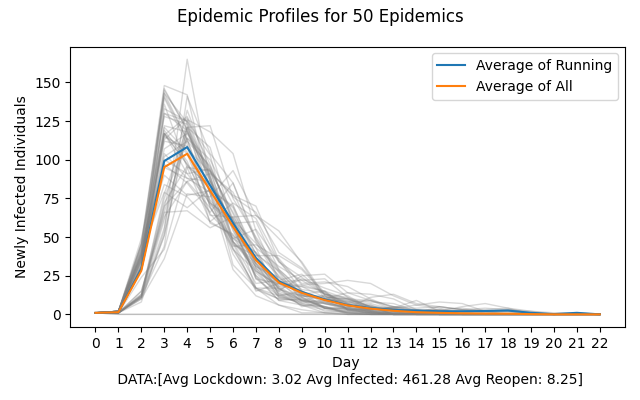 Epidemic Profiles for 50 Epidemics
Average of Running
Average of All
Newly Infected Individuals
150
125
100
75
50
25
0
0 1 2 3 4 5 6 7 8 9 10 11 12 13 14 15 16 17 18 19 20 21 22
Day
DATA:[Avg Lockdown: 3.02 Avg Infected: 461.28 Avg Reopen: 8.25]